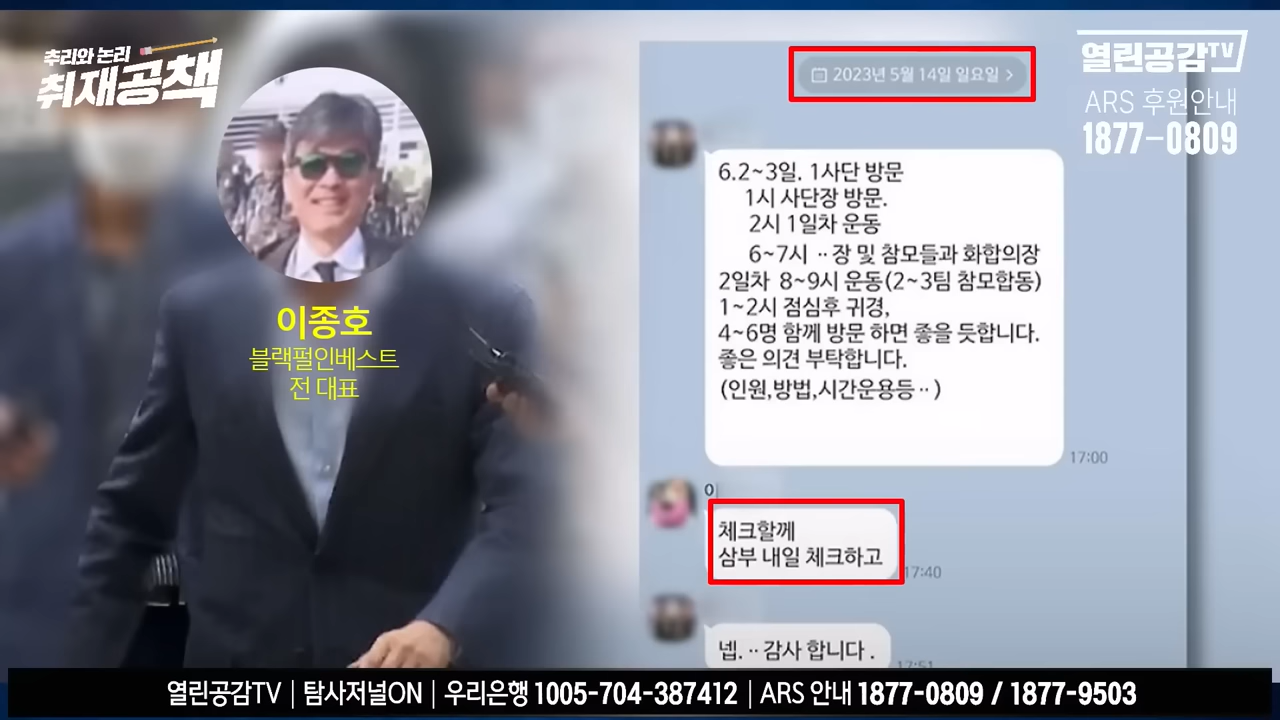 추리와 논리
취재공책
이종호
블랙펄인베스트
전 대표
2023년 5월 14일 일요일 >
6.2~3일. 1사단 방문
1시 사단장 방문.
2시 1일차 운동
6~7시 ··장 및 참모들과 화합의장
2일차 8~9시 운동(2~3팀 참모합동)
1~2시 점심후 귀경,
4~6명 함께 방문 하면 좋을 듯합니다.
좋은 의견 부탁합니다.
(인원,방법,시간운용등··)
17:00
이
체크할께
삼부 내일 체크하고
17:40
넵.··감사 합니다.
17:51
열린공감TV
ARS 후원안내
1877-0809
열린공감TV | 탐사저널ON | 우리은행 1005-704-387412 | ARS 안내 1877-0809 / 1877-9503